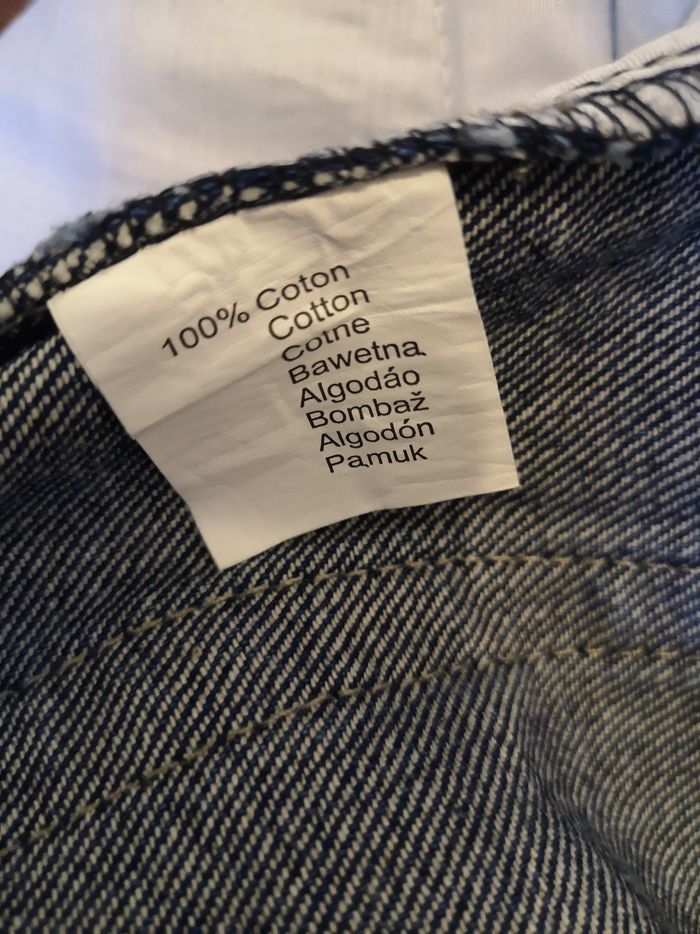 100% Coton
Cotton
Cotne
Bawetna
Algodáo
Bombaž
Algodón
Pamuk